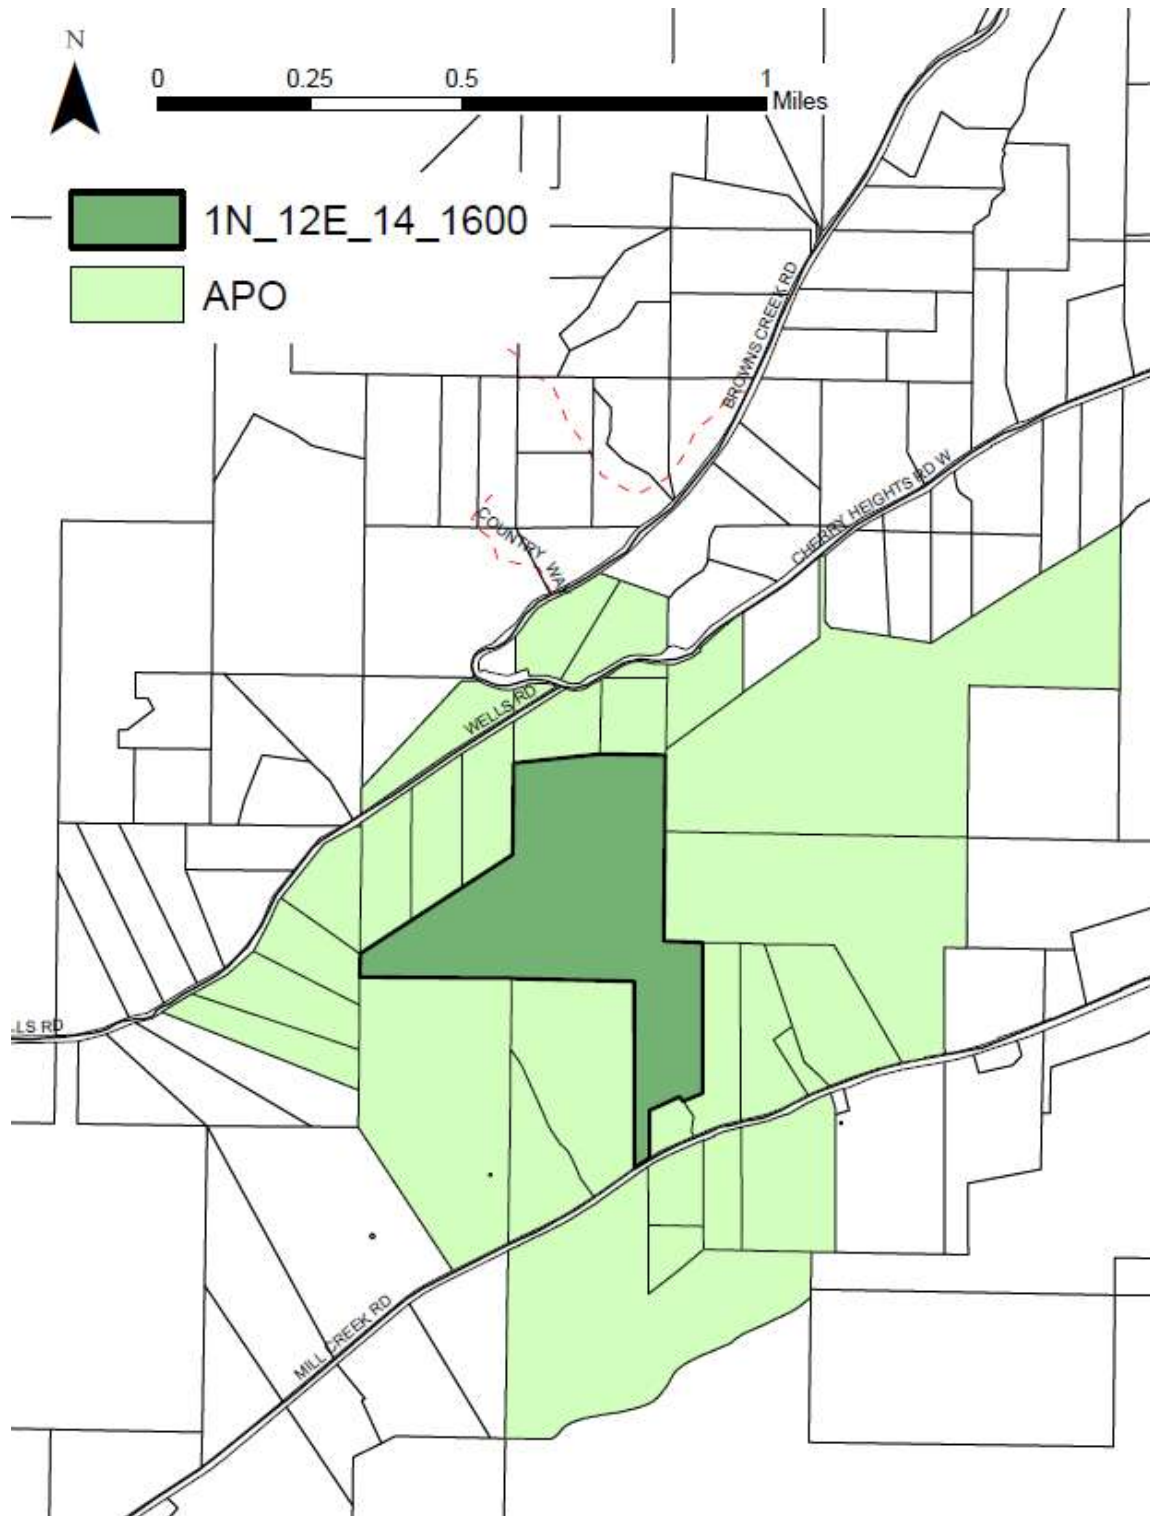 N
0 0.25 0.5 1
Miles
1N_12E_14_1600
APO
BROWNS CREEK RD
CHERRY HEIGHTS RD W
COUNTRY WAY
WELLS RD
LLS RD
MILL CREEK RD